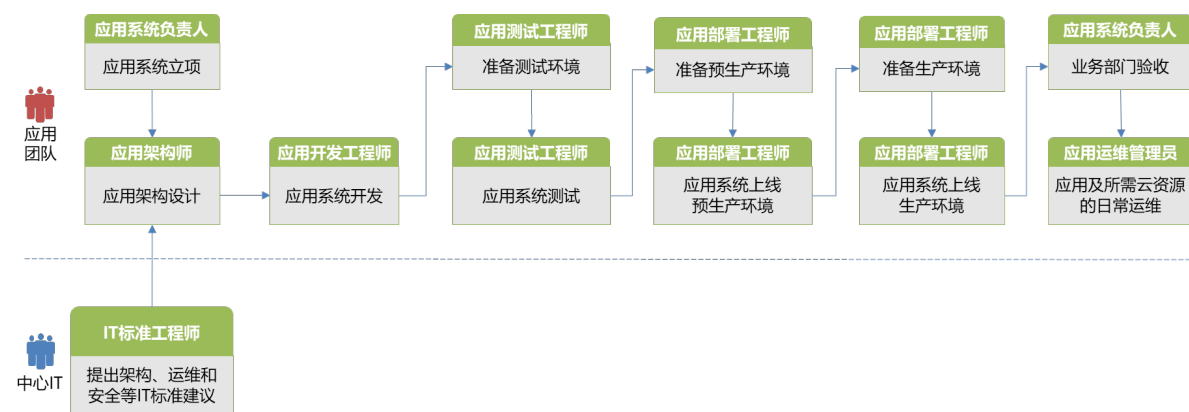 应用
团队
应用系统负责人
应用系统立项
应用架构师
应用架构设计
应用开发工程师
应用系统开发
应用测试工程师
准备测试环境
应用测试工程师
应用系统测试
应用部署工程师
准备预生产环境
应用部署工程师
应用系统上线
预生产环境
应用部署工程师
准备生产环境
应用部署工程师
应用系统上线
生产环境
应用系统负责人
业务部门验收
应用运维管理员
应用及所需云资源
的日常运维
中心IT
IT标准工程师
提出架构、运维和
安全等IT标准建议